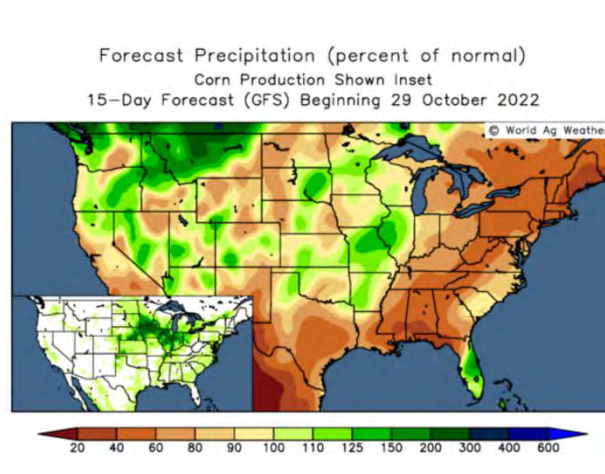 Forecast Precipitation (percent of normal)
Corn Production Shown Inset
15-Day Forecast (GFS) Beginning 29 October 2022
© World Ag Weathe
20 40 60 80 90 100 110 125 150 200 300 400 600